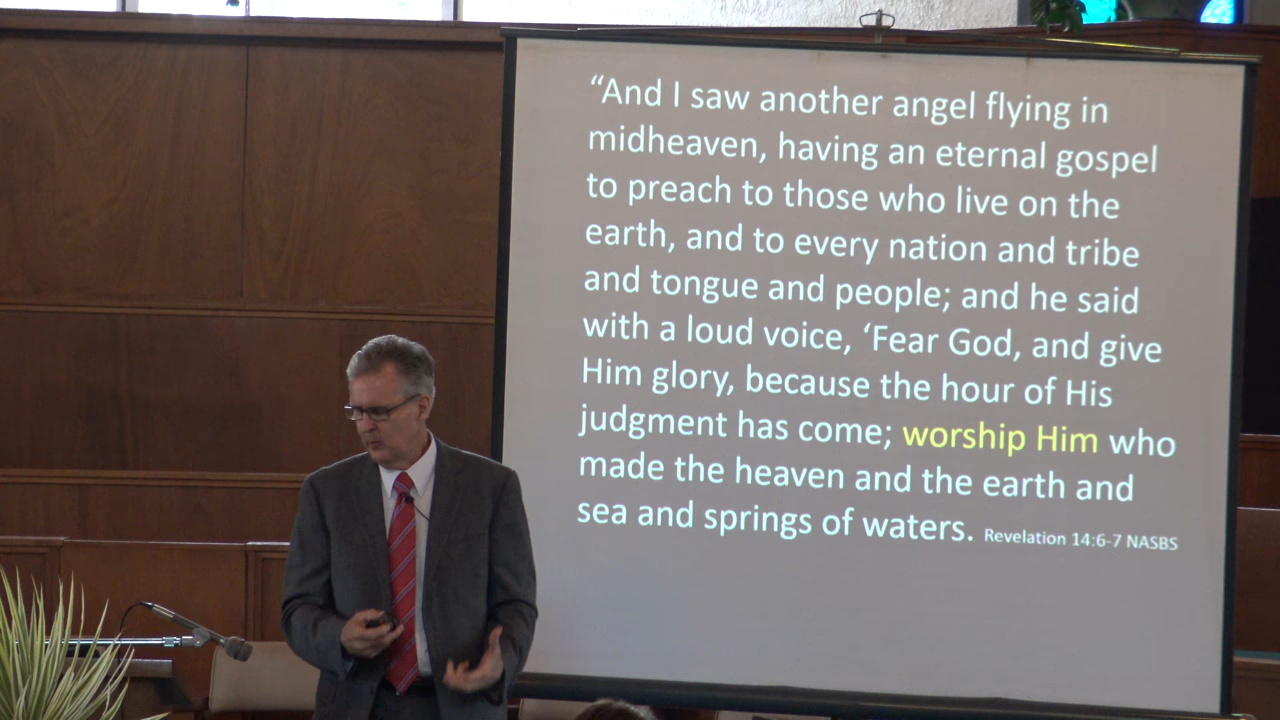 “And I saw another angel flying in
midheaven, having an eternal gospel
to preach to those who live on the
earth, and to every nation and tribe
and tongue and people; and he said
with a loud voice, ‘Fear God, and give
Him glory, because the hour of His
judgment has come; worship Him who
made the heaven and the earth and
sea and springs of waters. Revelation 14:6-7 NASBS